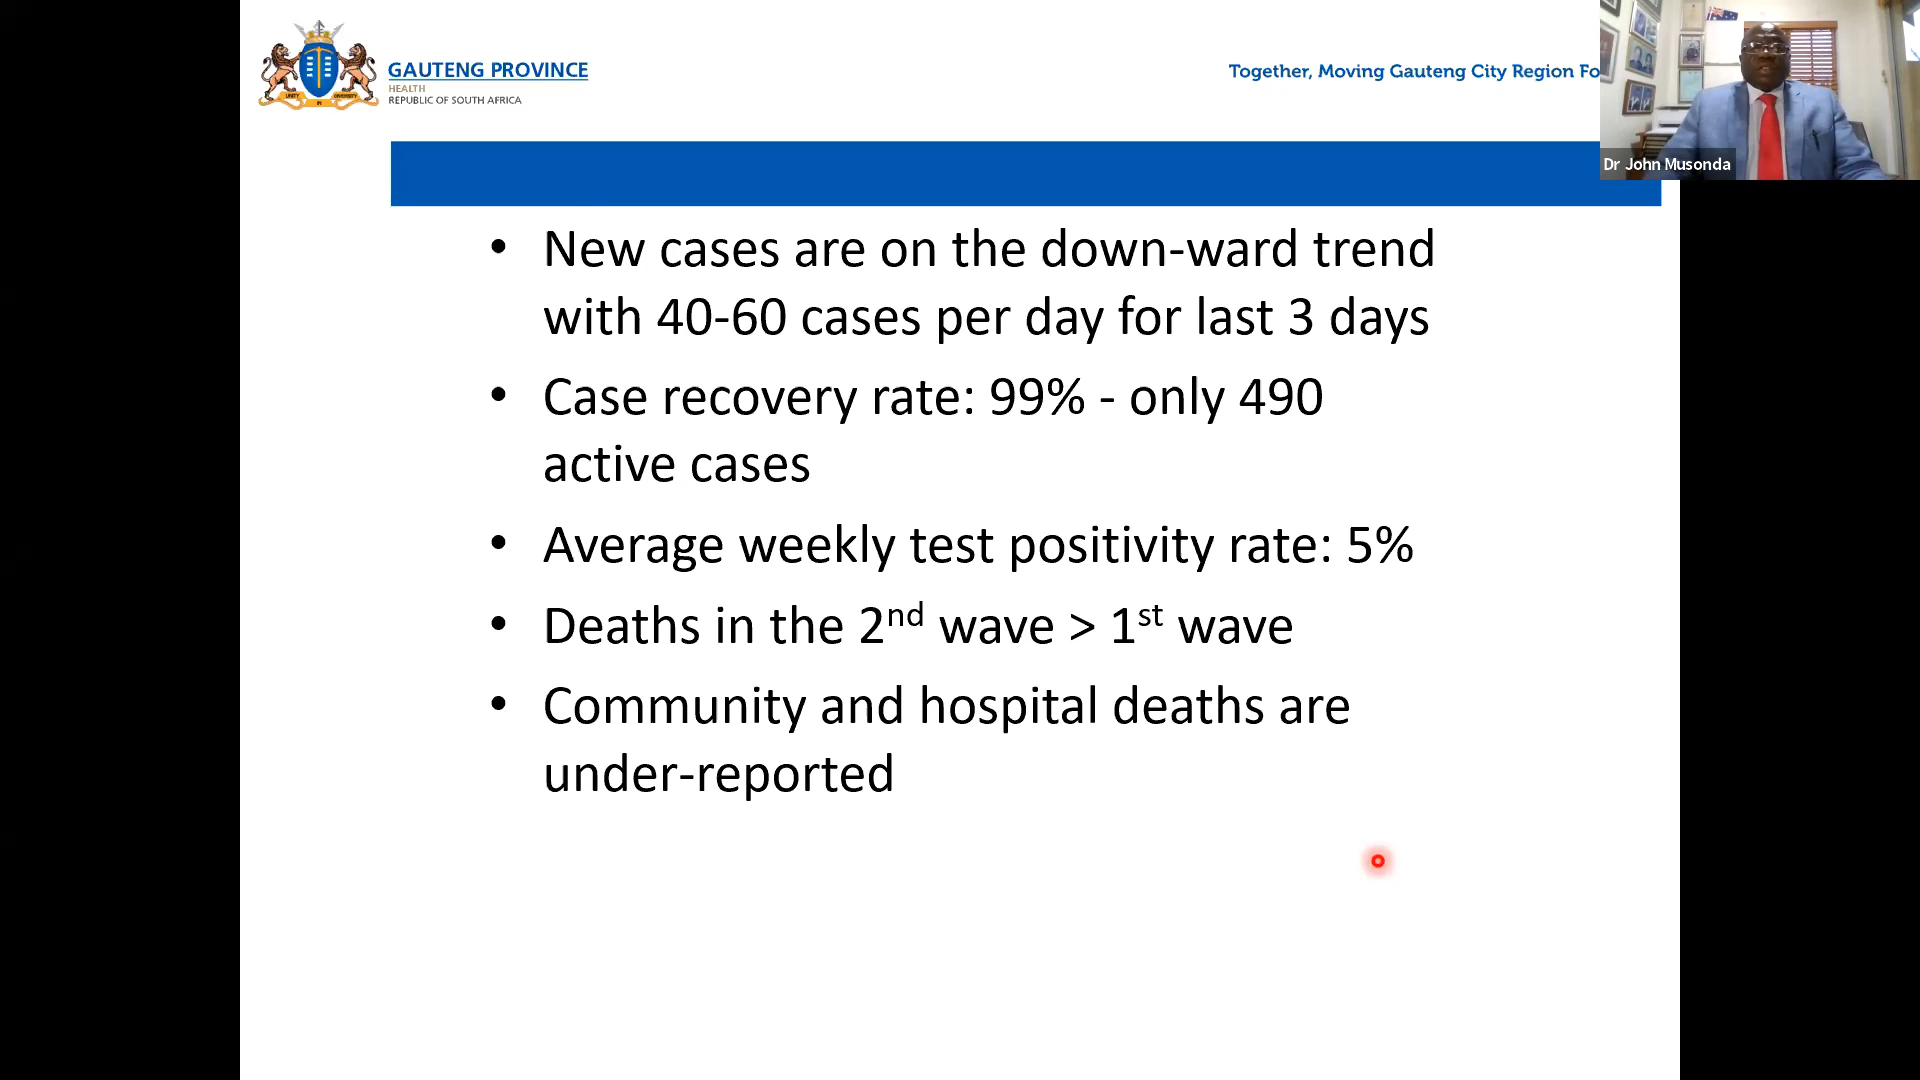 GAUTENG PROVINCE
HEALTH
REPUBLIC OF SOUTH AFRICA
UNITY IN DIVERSITY
Together, Moving Gauteng City Region Fo
Dr John Musonda
• New cases are on the down-ward trend
with 40-60 cases per day for last 3 days
• Case recovery rate: 99% - only 490
active cases
• Average weekly test positivity rate: 5%
• Deaths in the 2nd wave > 1st wave
• Community and hospital deaths are
under-reported